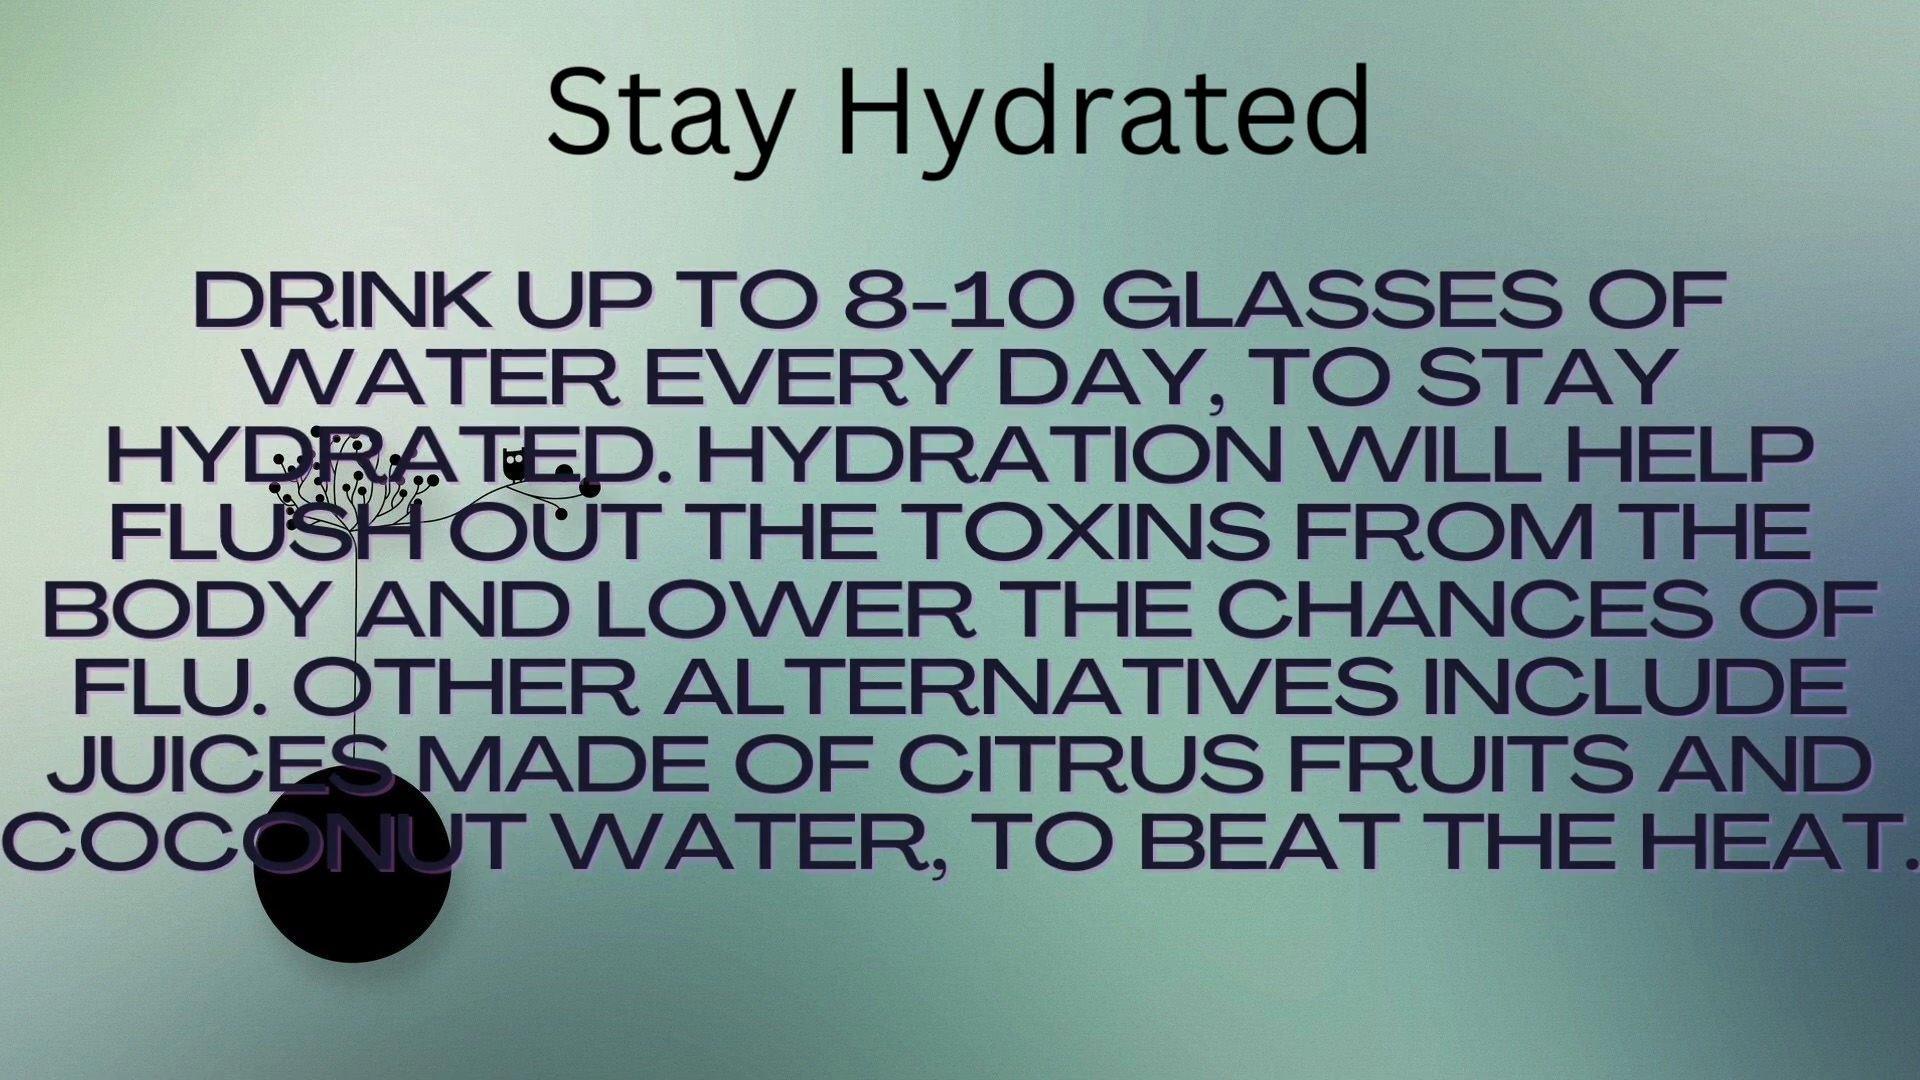 Stay Hydrated
DRINK UP TO 8-10 GLASSES OF
WATER EVERY DAY, TO STAY
HYDRATED. HYDRATION WILL HELP
FLUSH OUT THE TOXINS FROM THE
BODY AND LOWER THE CHANCES OF
FLU. OTHER ALTERNATIVES INCLUDE
JUICES MADE OF CITRUS FRUITS AND
COCONUT WATER, TO BEAT THE HEAT.